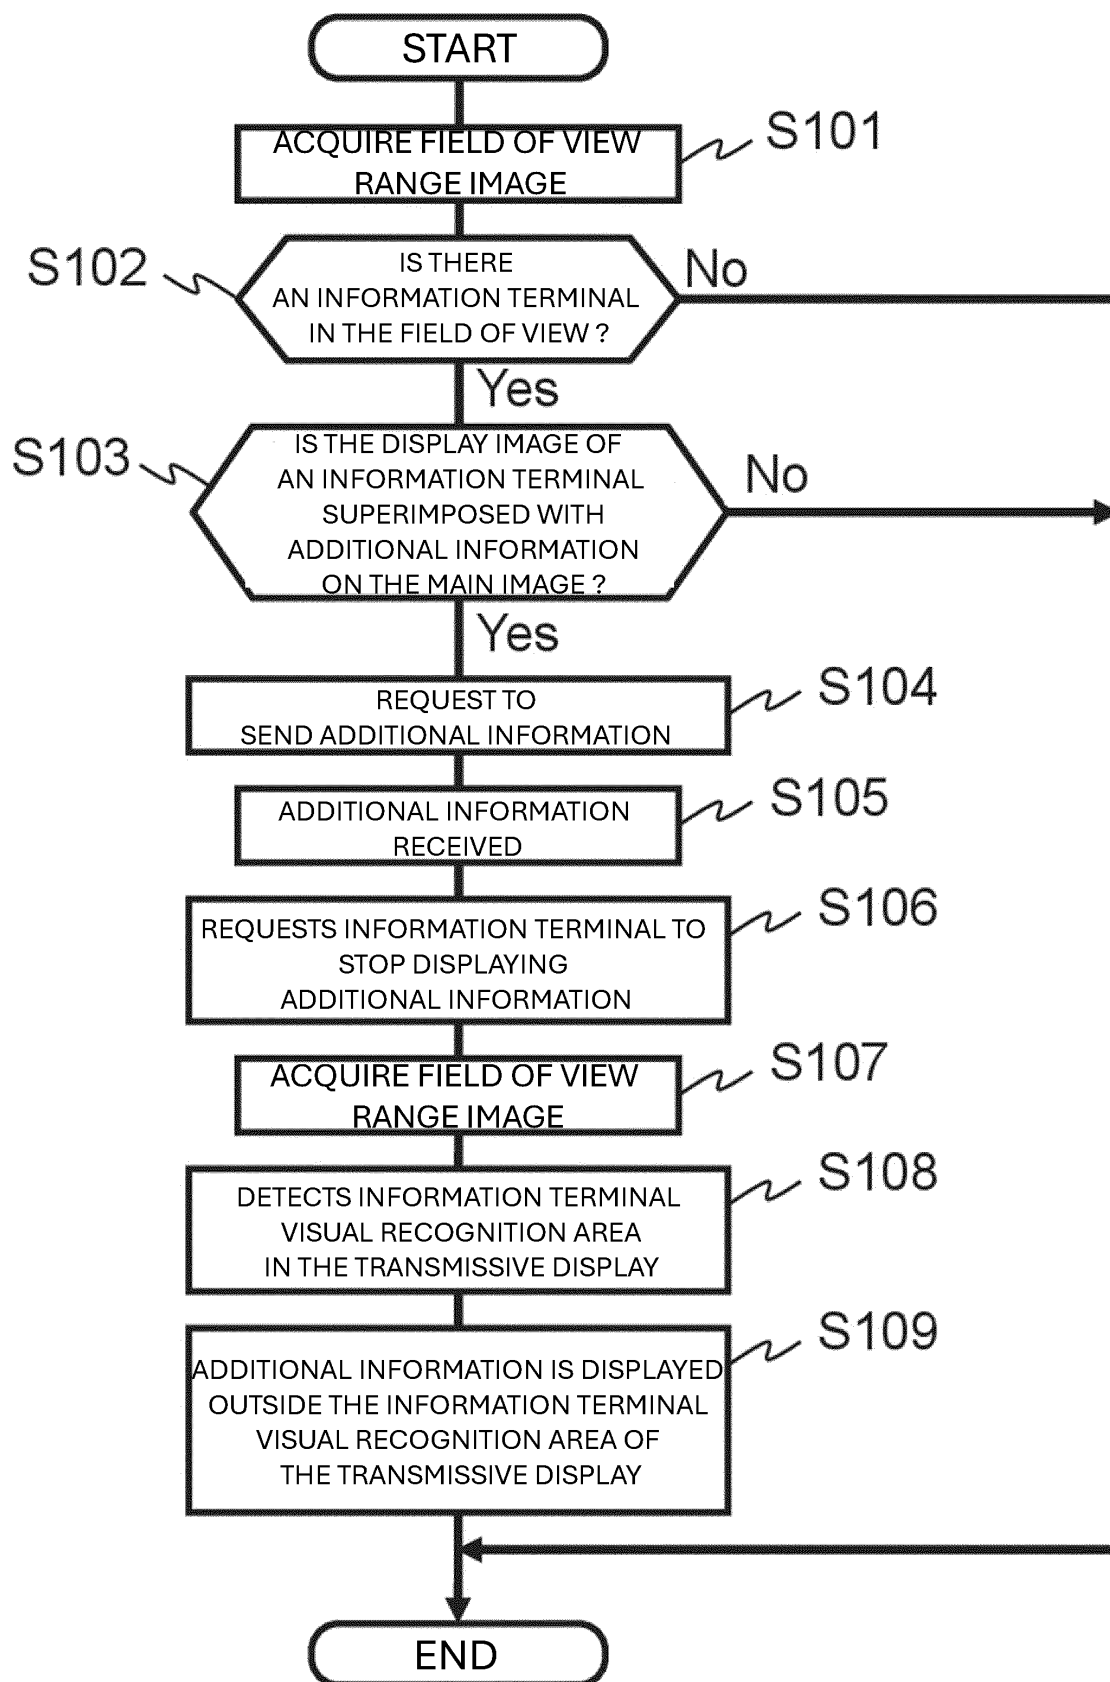 START
ACQUIRE FIELD OF VIEW
RANGE IMAGE
S101
S102
IS THERE
AN INFORMATION TERMINAL
IN THE FIELD OF VIEW ?
No
Yes
S103
IS THE DISPLAY IMAGE OF
AN INFORMATION TERMINAL
SUPERIMPOSED WITH
ADDITIONAL INFORMATION
ON THE MAIN IMAGE ?
No
Yes
REQUEST TO
SEND ADDITIONAL INFORMATION
S104
ADDITIONAL INFORMATION
RECEIVED
S105
REQUESTS INFORMATION TERMINAL TO
STOP DISPLAYING
ADDITIONAL INFORMATION
S106
ACQUIRE FIELD OF VIEW
RANGE IMAGE
S107
DETECTS INFORMATION TERMINAL
VISUAL RECOGNITION AREA
IN THE TRANSMISSIVE DISPLAY
S108
ADDITIONAL INFORMATION IS DISPLAYED
OUTSIDE THE INFORMATION TERMINAL
VISUAL RECOGNITION AREA OF
THE TRANSMISSIVE DISPLAY
S109
END